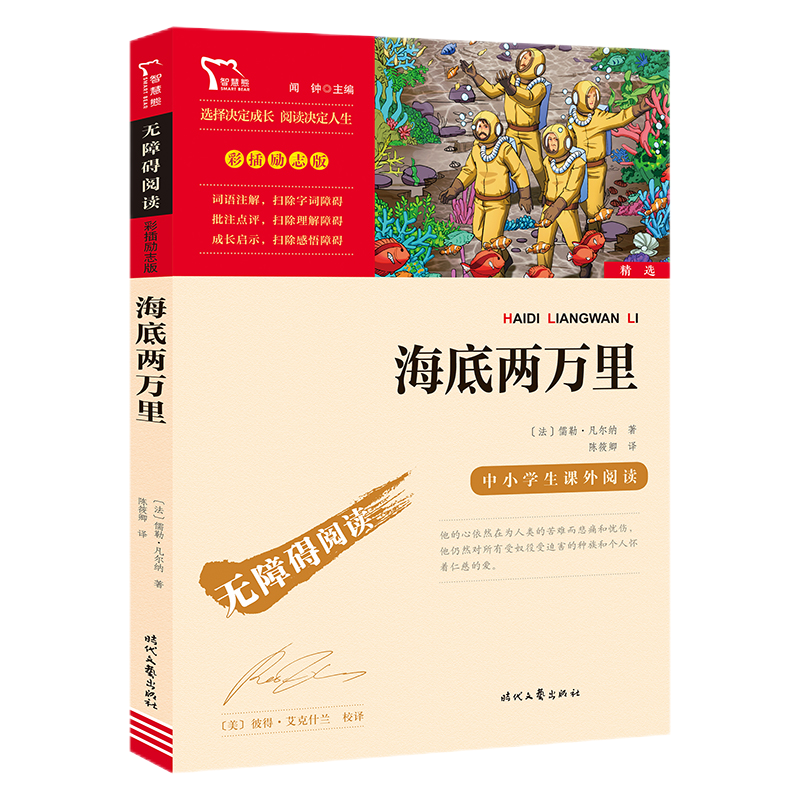 智慧熊
SMART BEAR
无障碍阅读
彩插励志版
海底两万里
〔法〕儒勒·凡尔纳 著
陈筱卿 译
时代文艺出版社
智慧熊
SMART BEAR
闻 钟◎主编
选择决定成长 阅读决定人生
彩插励志版
词语注解，扫除字词障碍
批注点评，扫除理解障碍
成长启示，扫除感悟障碍
精选
HAIDI LIANGWAN LI
海底两万里
〔法〕儒勒·凡尔纳 著
陈筱卿 译
中小学生课外阅读
他的心依然在为人类的苦难而悲痛和忧伤，
他仍然对所有受奴役受迫害的种族和个人怀
着仁慈的爱。
无障碍阅读
〔美〕彼得·艾克什兰 校译
时代文艺出版社